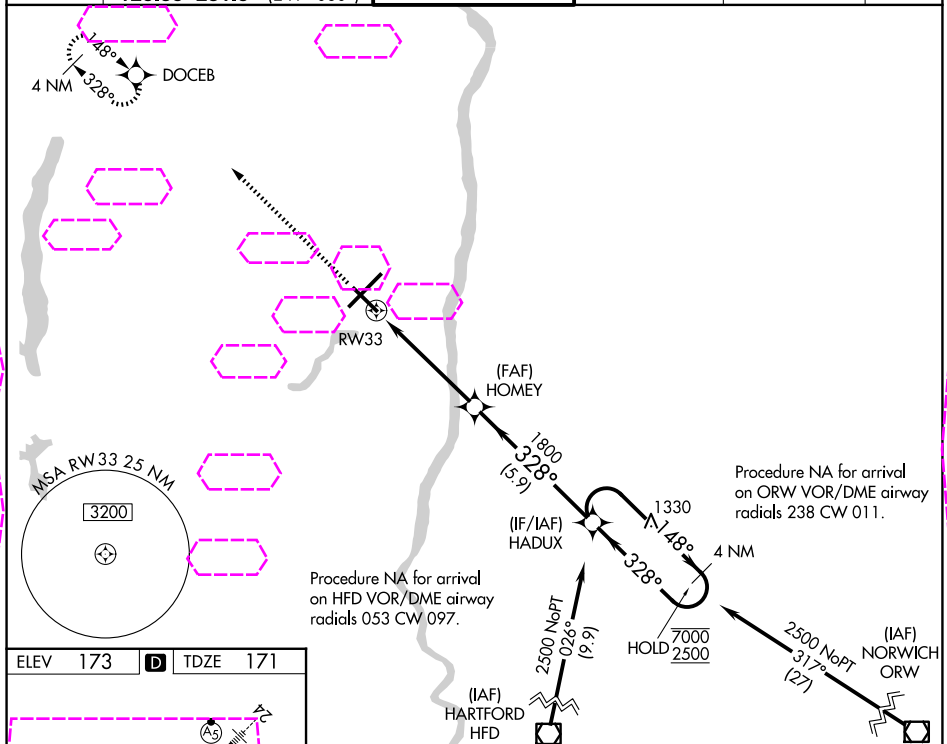 148°
328°
4 NM
DOCEB
RW33
(FAF)
HOMEY
1800
328°
(5.9)
MSA RW33 25 NM
3200
(IF/IAF)
HADUX
1330
148°
328°
4 NM
Procedure NA for arrival
on ORW VOR/DME airway
radials 238 CW 011.
Procedure NA for arrival
on HFD VOR/DME airway
radials 053 CW 097.
HOLD 7000
2500
2500 NoPT
026°
(9.9)
2500 NoPT
317°
(27)
(IAF)
NORWICH
ORW
(IAF)
HARTFORD
HFD
ELEV 173 D TDZE 171
24
A5